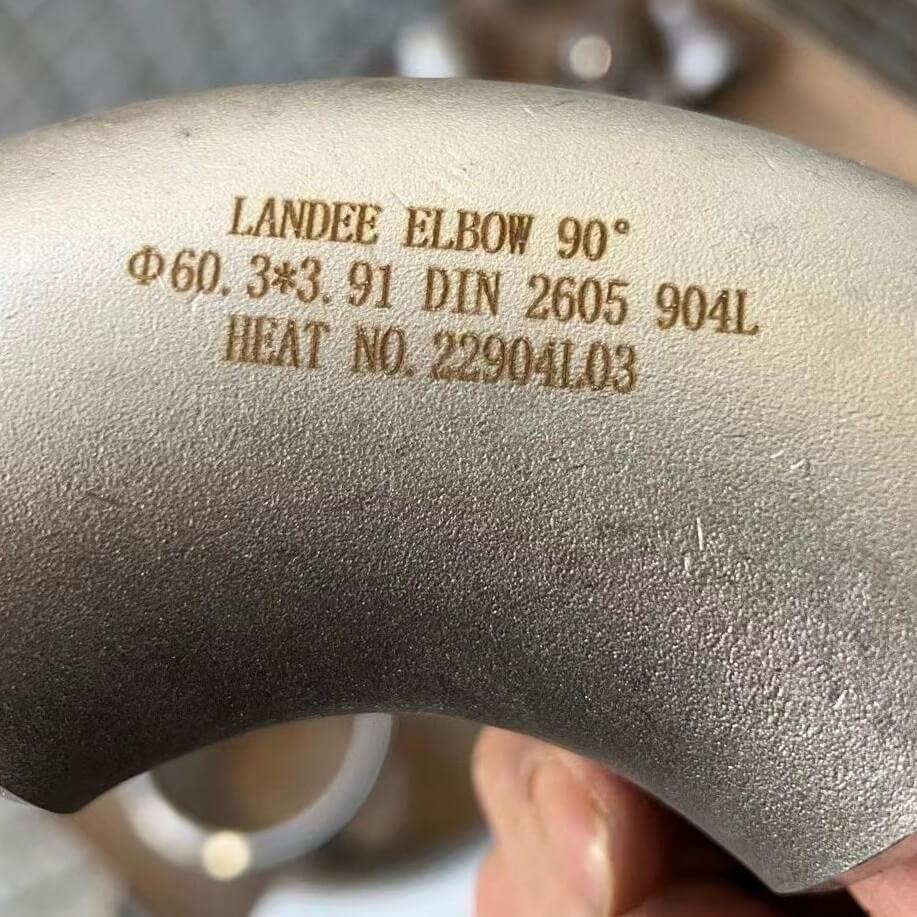 LANDEE ELBOW 90°
Φ60.3*3.91 DIN 2605 904L
HEAT NO.22904L03